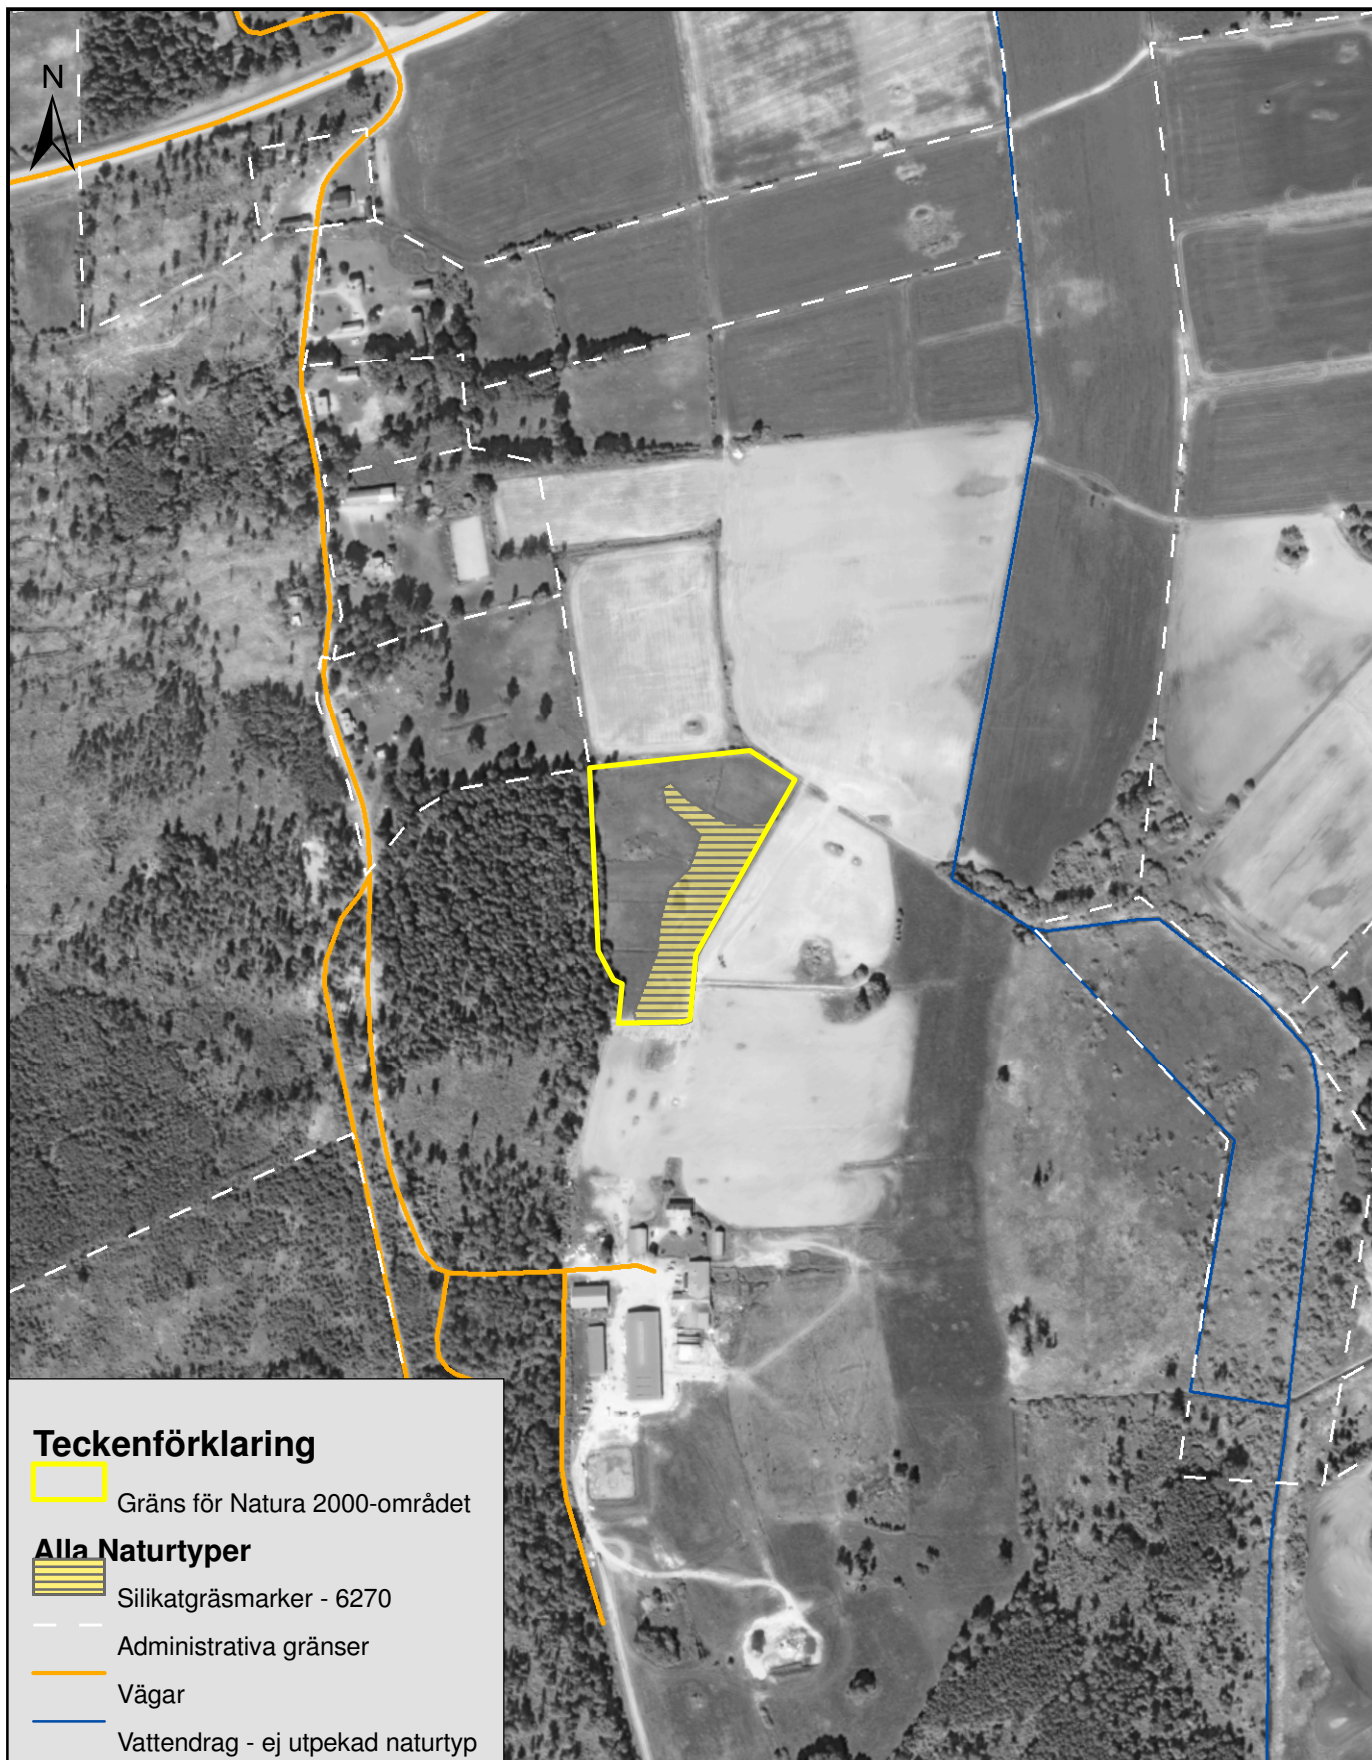 N
Teckenförklaring
Gräns för Natura 2000-området
Alla Naturtyper
Silikatgräsmarker - 6270
Administrativa gränser
Vägar
Vattendrag - ej utpekad naturtyp